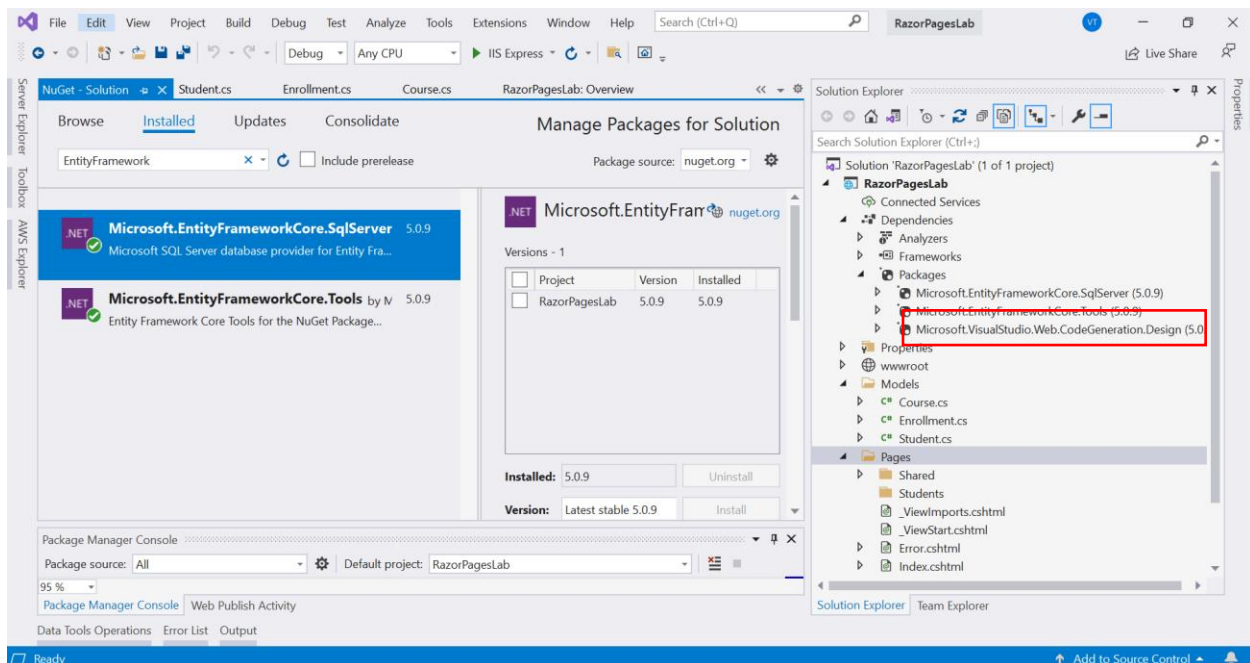 File Edit View Project Build Debug Test Analyze Tools Extensions Window Help Search (Ctrl+Q) RazorPagesLab VT
Debug Any CPU IIS Express Live Share
Server Explorer
Toolbox
AWS Explorer
NuGet - Solution Student.cs Enrollment.cs Course.cs RazorPagesLab: Overview
Browse Installed Updates Consolidate Manage Packages for Solution
EntityFramework Include prerelease Package source: nuget.org
.NET Microsoft.EntityFrameworkCore.SqlServer 5.0.9
Microsoft SQL Server database provider for Entity Fra...
.NET Microsoft.EntityFrameworkCore.Tools by M 5.0.9
Entity Framework Core Tools for the NuGet Package...
.NET Microsoft.EntityFram nuget.org
Versions - 1
Project Version Installed
RazorPagesLab 5.0.9 5.0.9
Installed: 5.0.9 Uninstall
Version: Latest stable 5.0.9 Install
Package Manager Console
Package source: All Default project: RazorPagesLab
95 %
Package Manager Console Web Publish Activity
Data Tools Operations Error List Output
Solution Explorer
Search Solution Explorer (Ctrl+;)
Solution 'RazorPagesLab' (1 of 1 project)
RazorPagesLab
Connected Services
Dependencies
Analyzers
Frameworks
Packages
Microsoft.EntityFrameworkCore.SqlServer (5.0.9)
Microsoft.EntityFrameworkCore.Tools (5.0.9)
Microsoft.VisualStudio.Web.CodeGeneration.Design (5.0
Properties
wwwroot
Models
C# Course.cs
C# Enrollment.cs
C# Student.cs
Pages
Shared
Students
_ViewImports.cshtml
_ViewStart.cshtml
Error.cshtml
Index.cshtml
Solution Explorer Team Explorer
Properties
Ready Add to Source Control